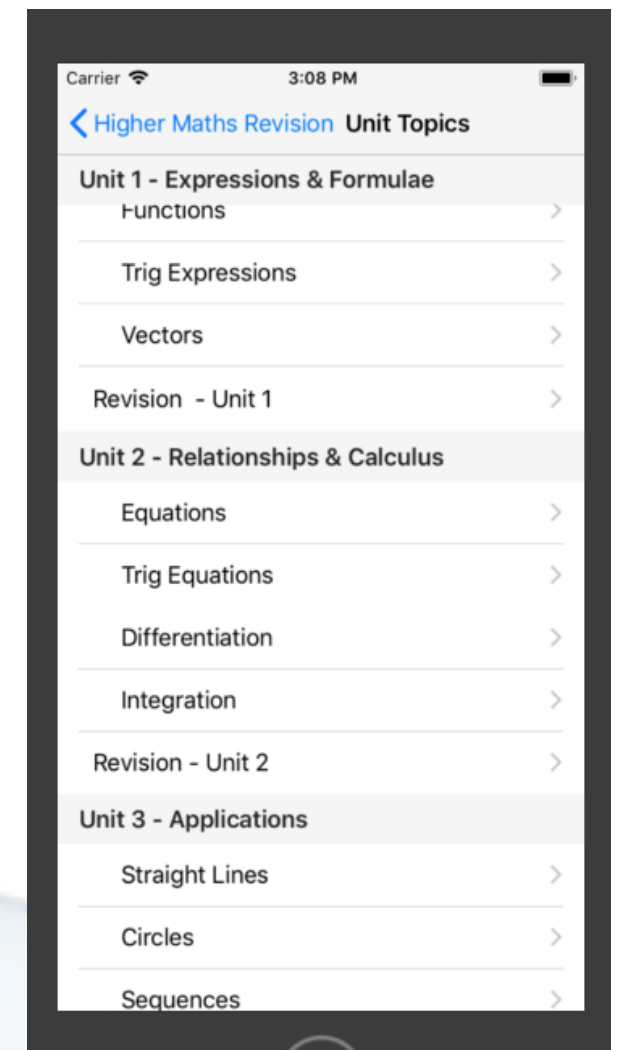 Carrier 3:08 PM
Higher Maths Revision Unit Topics
Unit 1 - Expressions & Formulae
Functions
Trig Expressions
Vectors
Revision - Unit 1
Unit 2 - Relationships & Calculus
Equations
Trig Equations
Differentiation
Integration
Revision - Unit 2
Unit 3 - Applications
Straight Lines
Circles
Sequences